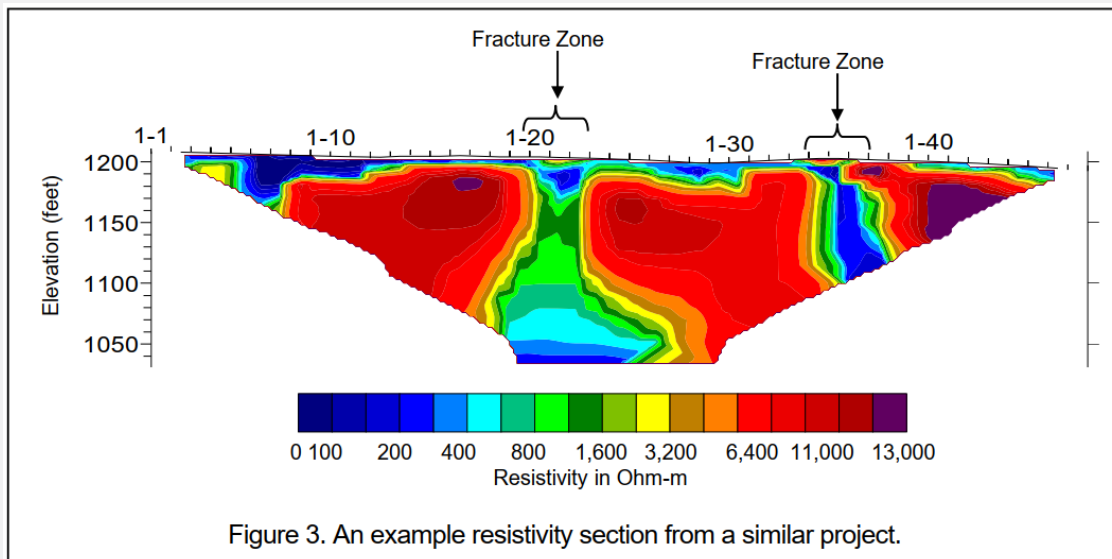 Fracture Zone
Fracture Zone
1-1 1-10 1-20 1-30 1-40
1200
1150
1100
1050
Elevation (feet)
0 100 200 400 800 1,600 3,200 6,400 11,000 13,000
Resistivity in Ohm-m
Figure 3. An example resistivity section from a similar project.